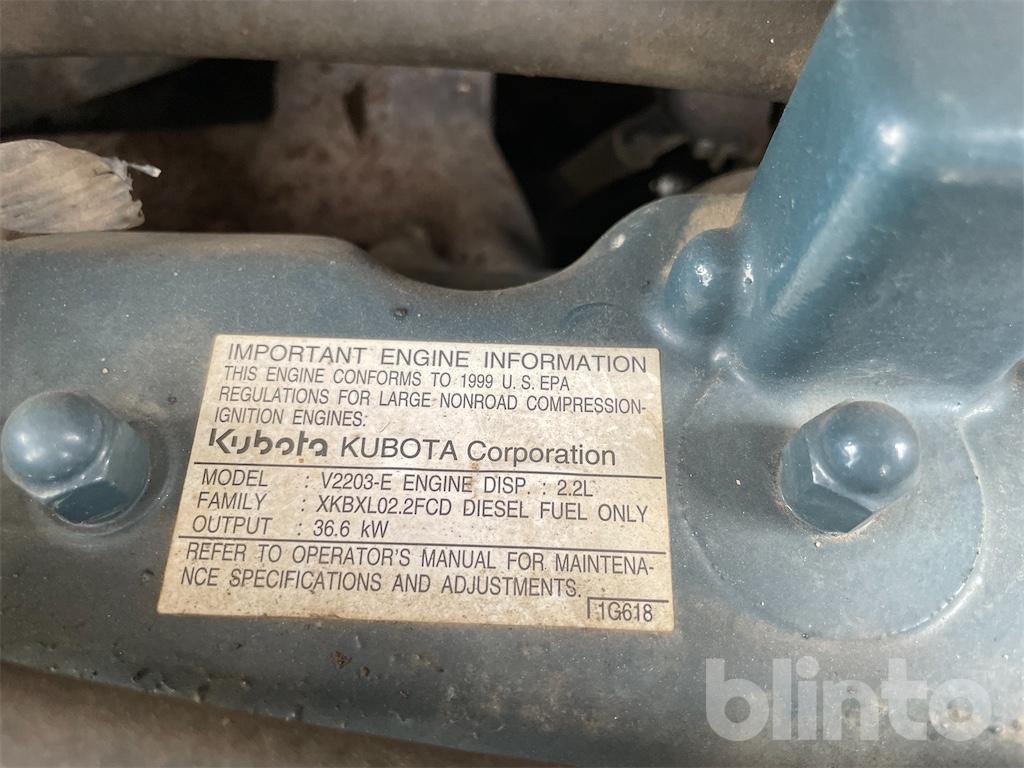 IMPORTANT ENGINE INFORMATION
THIS ENGINE CONFORMS TO 1999 U.S.EPA
REGULATIONS FOR LARGE NONROAD COMPRESSION-
IGNITION ENGINES:
Kubota KUBOTA Corporation
MODEL : V2203-E ENGINE DISP. : 2.2L
FAMILY : XKBXL02.2FCD DIESEL FUEL ONLY
OUTPUT : 36.6 kW
REFER TO OPERATOR'S MANUAL FOR MAINTENA-
NCE SPECIFICATIONS AND ADJUSTMENTS.
1G618
blinto